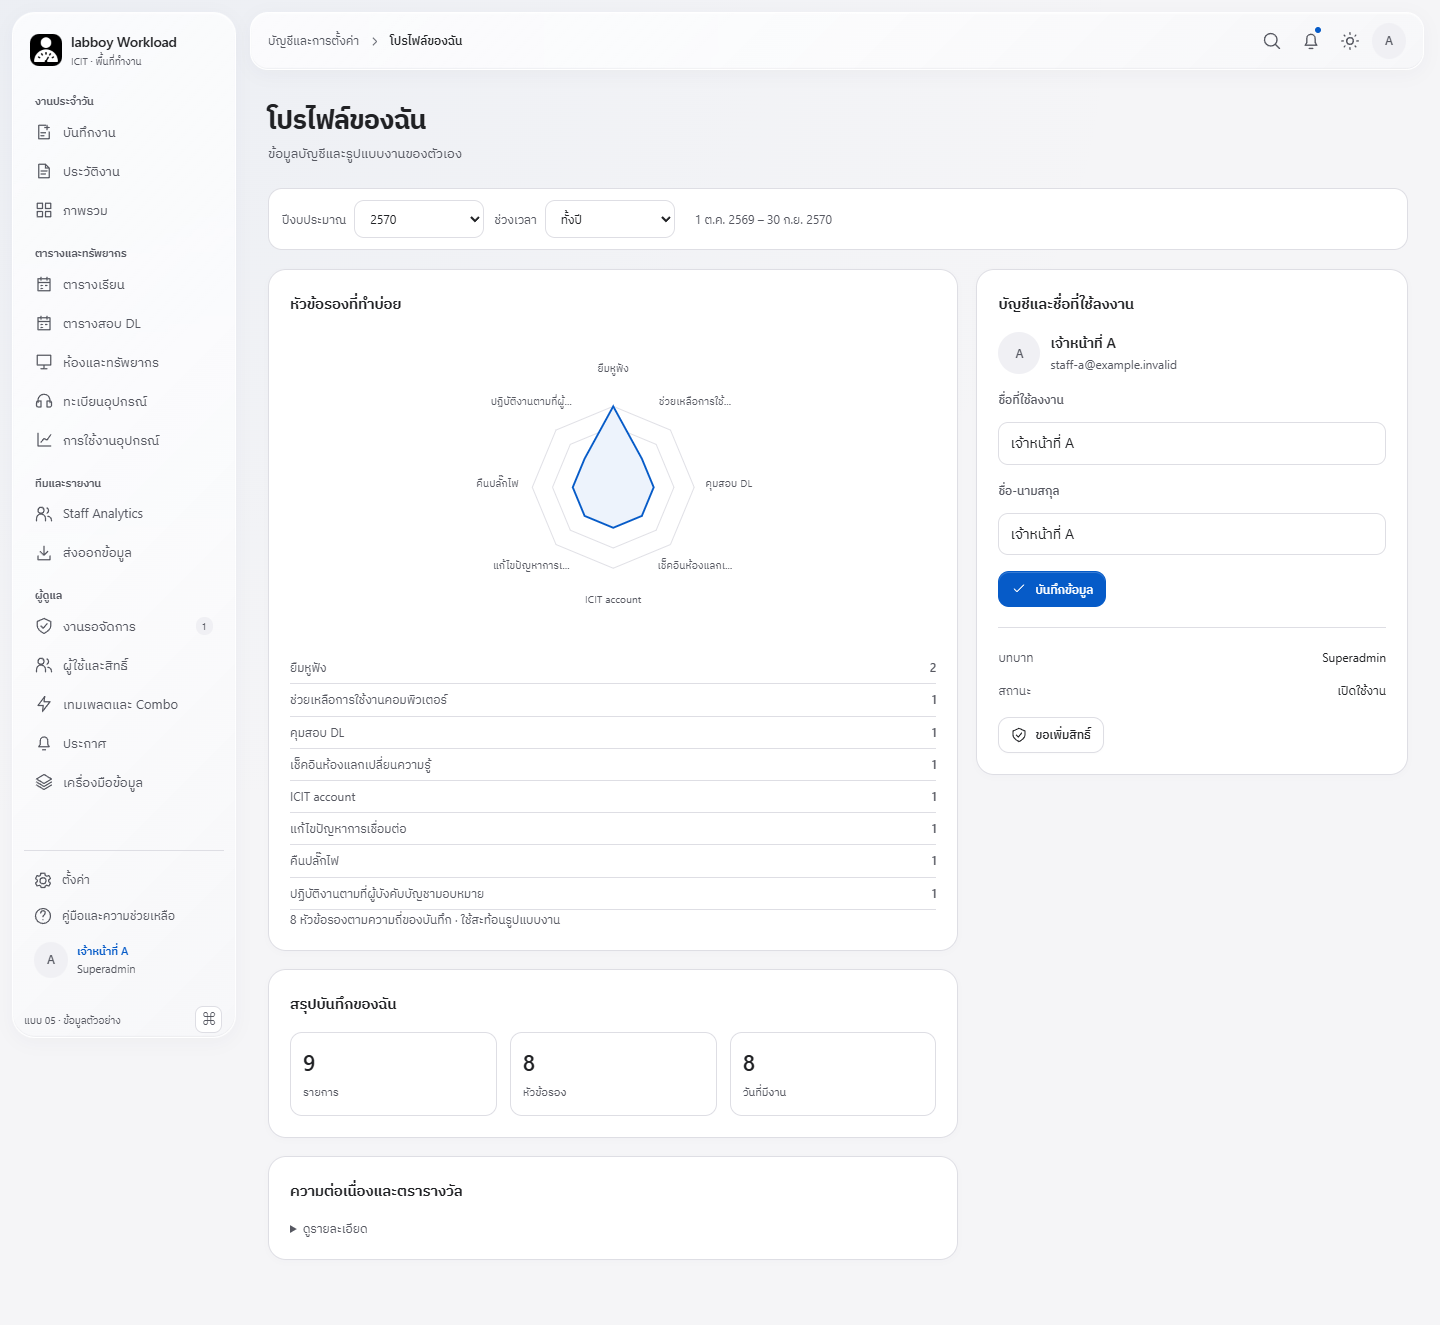 labboy Workload
ICIT · พื้นที่ทำงาน
งานประจำวัน
บันทึกงาน
ประวัติงาน
ภาพรวม
ตารางและทรัพยากร
ตารางเรียน
ตารางสอบ DL
ห้องและทรัพยากร
ทะเบียนอุปกรณ์
การใช้งานอุปกรณ์
ทีมและรายงาน
Staff Analytics
ส่งออกข้อมูล
ผู้ดูแล
งานรอจัดการ 1
ผู้ใช้และสิทธิ์
เทมเพลตและ Combo
ประกาศ
เครื่องมือข้อมูล
ตั้งค่า
คู่มือและความช่วยเหลือ
A
เจ้าหน้าที่ A
Superadmin
แบบ 05 · ข้อมูลตัวอย่าง
บัญชีและการตั้งค่า > โปรไฟล์ของฉัน
A
โปรไฟล์ของฉัน
ข้อมูลบัญชีและรูปแบบงานของตัวเอง
ปีงบประมาณ 2570 ช่วงเวลา ทั้งปี 1 ต.ค. 2569 – 30 ก.ย. 2570
หัวข้อรองที่ทำบ่อย
ยืมหูฟัง
ปฏิบัติงานตามที่ผู้... ช่วยเหลือการใช้...
คืนปลั๊กไฟ คุมสอบ DL
แก้ไขปัญหาการเ... เช็คอินห้องแลกเ...
ICIT account
ยืมหูฟัง 2
ช่วยเหลือการใช้งานคอมพิวเตอร์ 1
คุมสอบ DL 1
เช็คอินห้องแลกเปลี่ยนความรู้ 1
ICIT account 1
แก้ไขปัญหาการเชื่อมต่อ 1
คืนปลั๊กไฟ 1
ปฏิบัติงานตามที่ผู้บังคับบัญชามอบหมาย 1
8 หัวข้อรองตามความถี่ของบันทึก · ใช้สะท้อนรูปแบบงาน
สรุปบันทึกของฉัน
9
รายการ
8
หัวข้อรอง
8
วันที่มีงาน
ความต่อเนื่องและตรารางวัล
ดูรายละเอียด
บัญชีและชื่อที่ใช้ลงงาน
A
เจ้าหน้าที่ A
staff-a@example.invalid
ชื่อที่ใช้ลงงาน
เจ้าหน้าที่ A
ชื่อ-นามสกุล
เจ้าหน้าที่ A
บันทึกข้อมูล
บทบาท Superadmin
สถานะ เปิดใช้งาน
ขอเพิ่มสิทธิ์